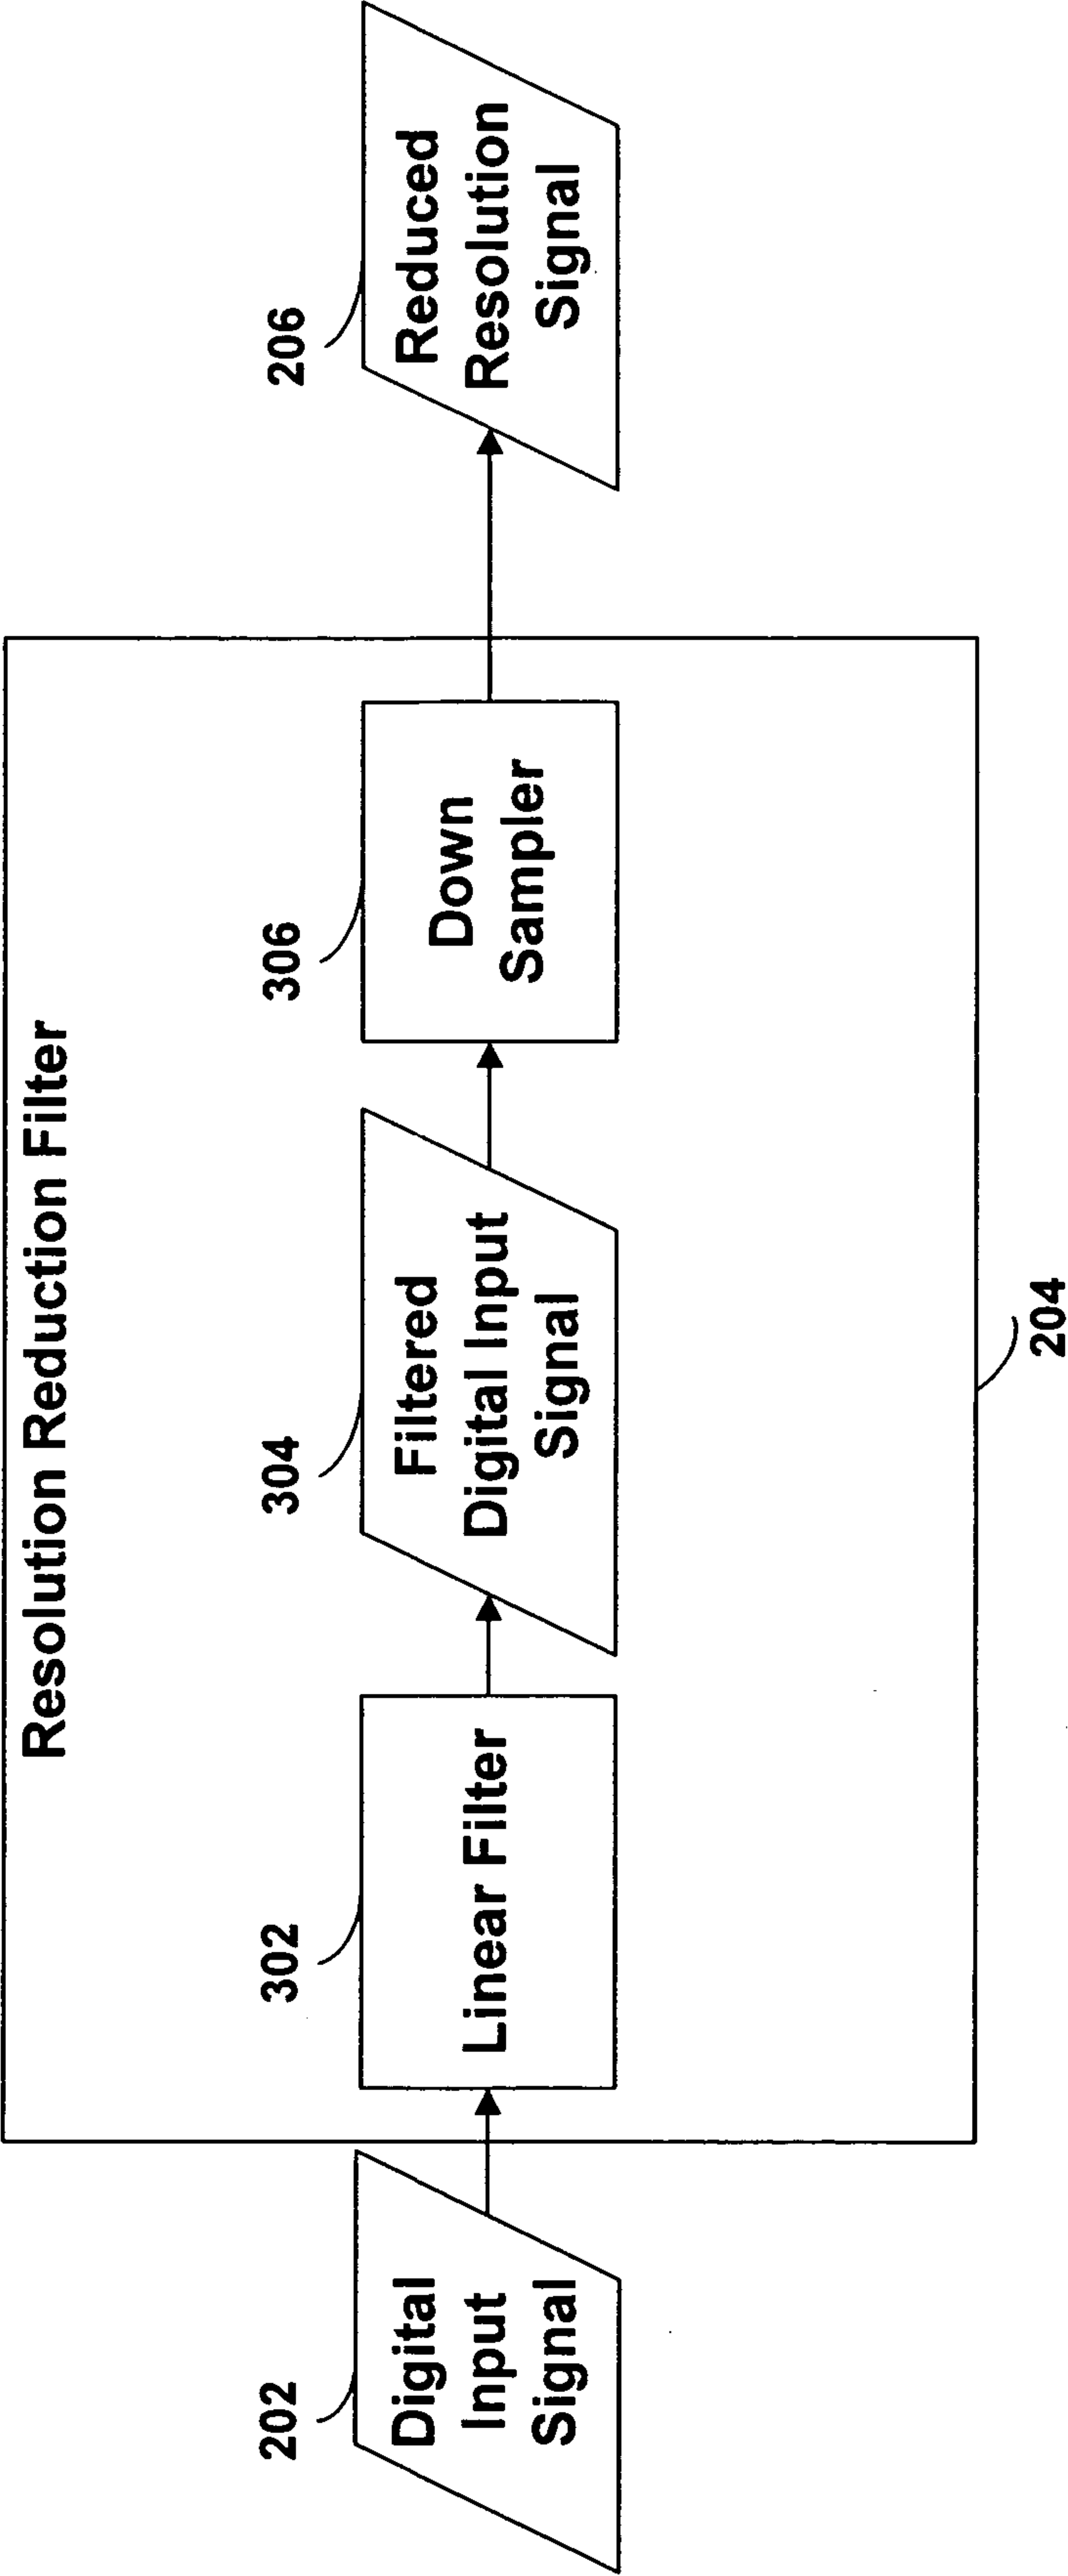 Resolution Reduction Filter
202
Digital
Input
Signal
302
Linear Filter
304
Filtered
Digital Input
Signal
306
Down
Sampler
206
Reduced
Resolution
Signal
204